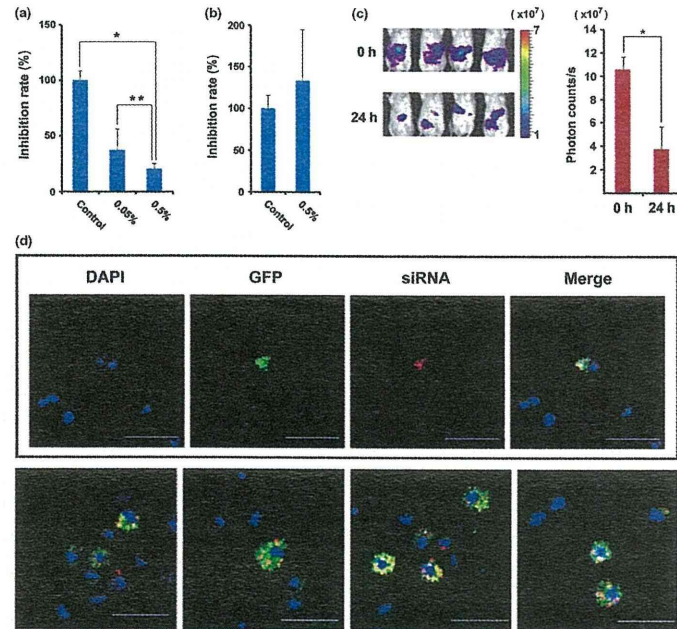 (a)
Inhibition rate (%)
150
100
50
0
*
**
Control
0.05%
0.5%
(b)
Inhibition rate (%)
200
150
100
50
0
Control
0.5%
(c)
0 h
24 h
( x10⁷)
7
1
( x10⁷)
Photon counts/s
14
12
10
8
6
4
2
*
0 h
24 h
(d)
DAPI
GFP
siRNA
Merge